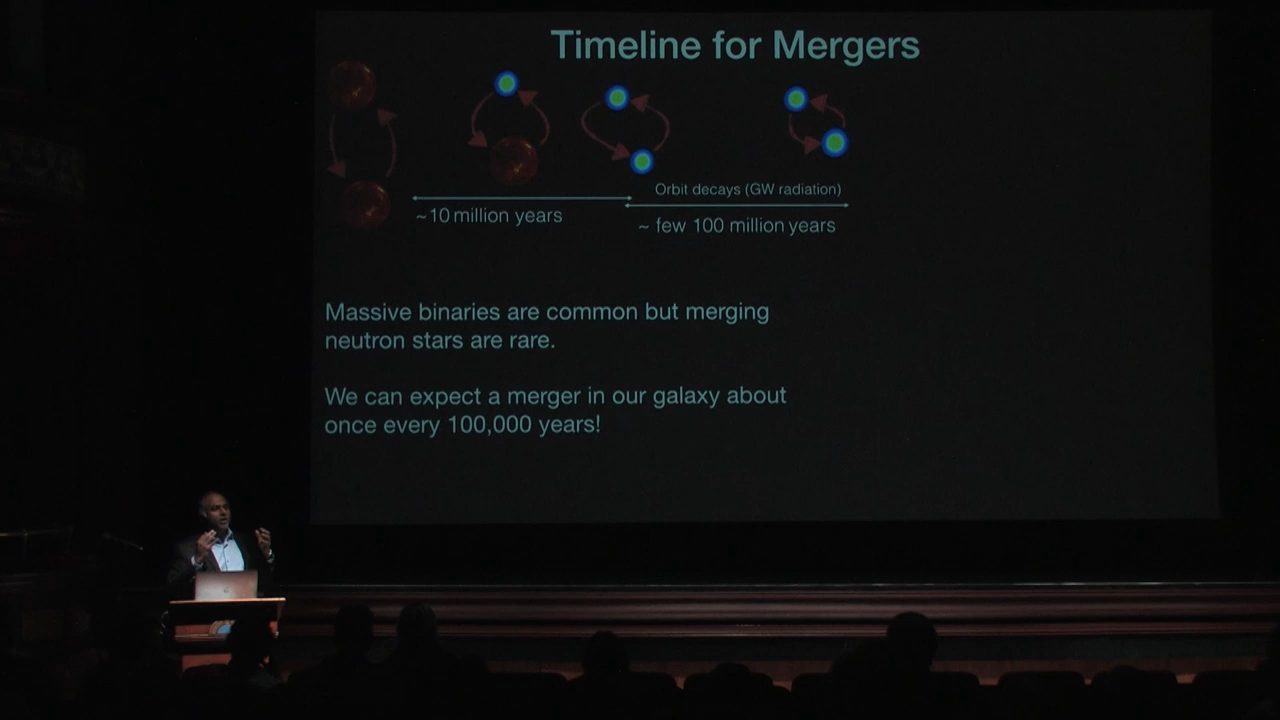 Timeline for Mergers
Orbit decays (GW radiation)
~10 million years
~ few 100 million years
Massive binaries are common but merging
neutron stars are rare.
We can expect a merger in our galaxy about
once every 100,000 years!